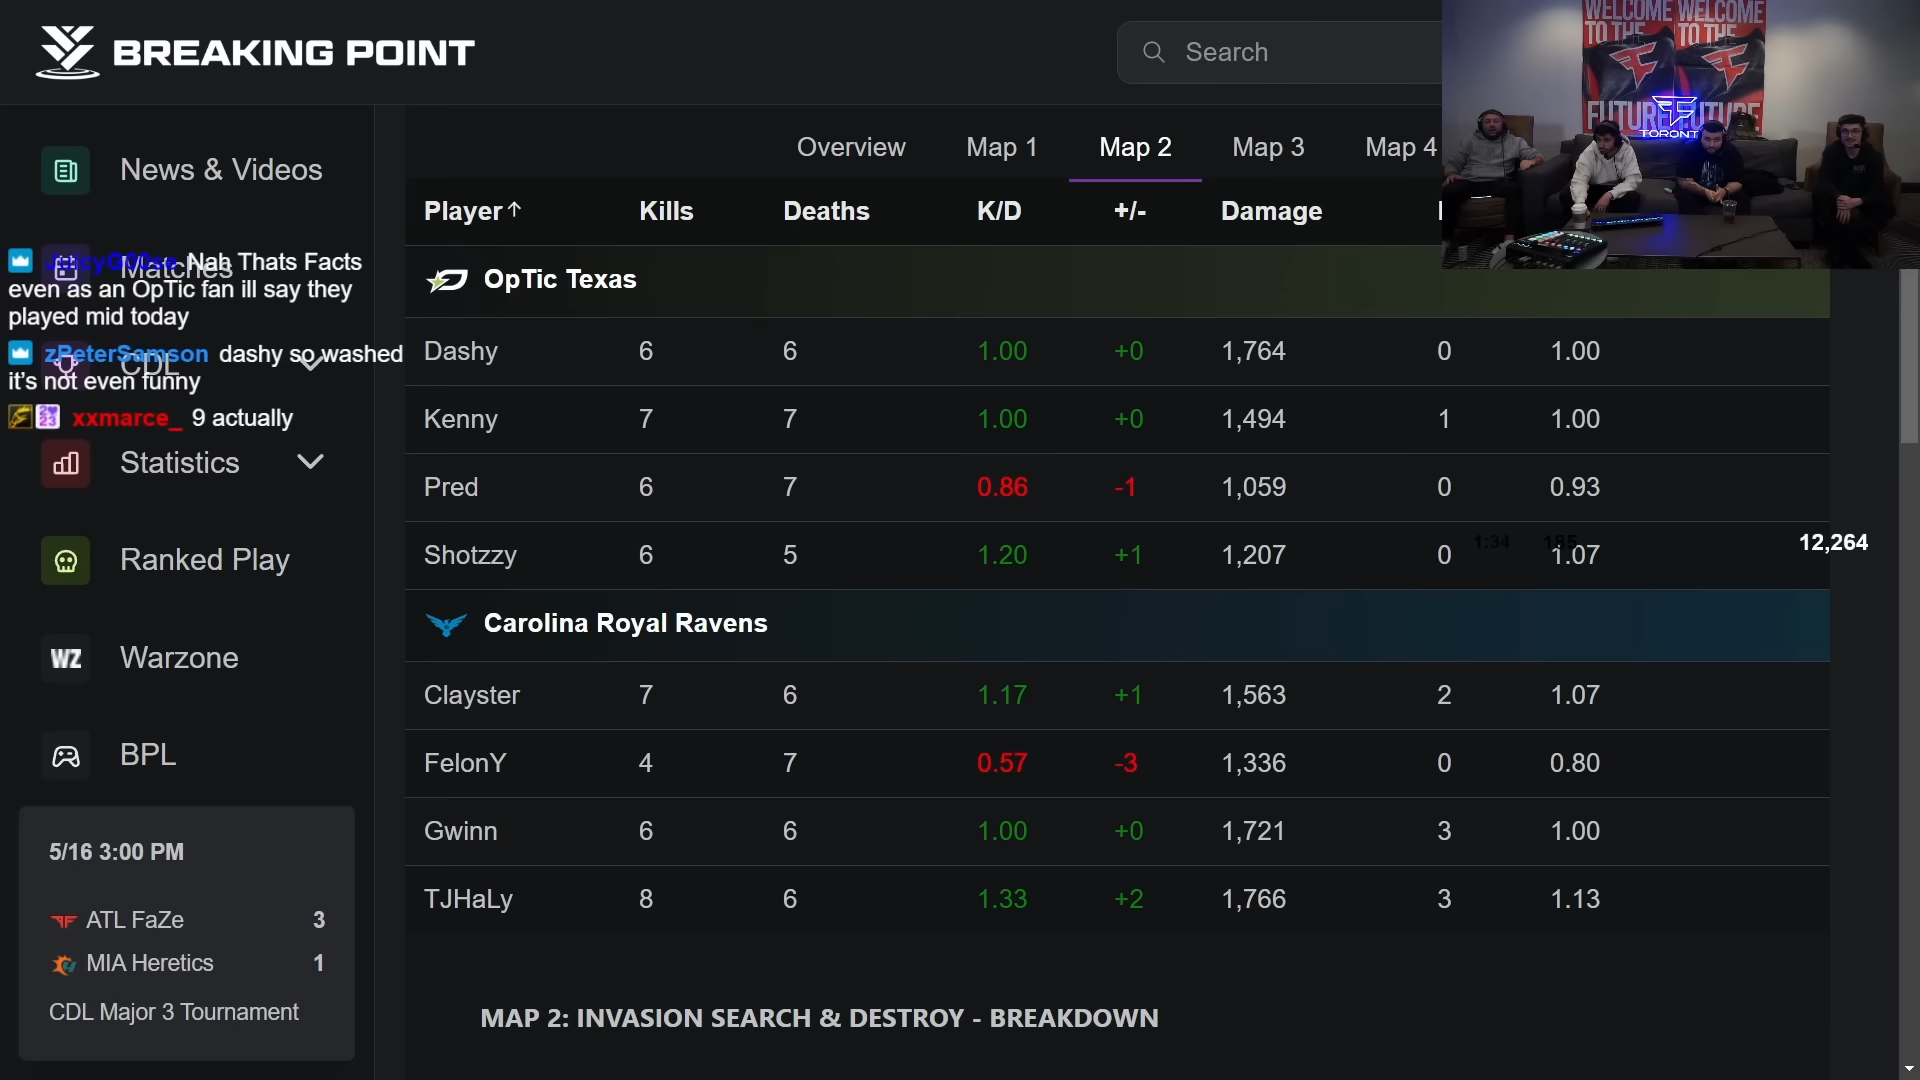 BREAKING POINT
Search
WELCOME WELCOME
TO THE TO THE
FUTURE FUTURE
TORONT
Overview Map 1 Map 2 Map 3 Map 4
News & Videos
Player↑ Kills Deaths K/D +/- Damage
JuicyG00se Nah Thats Facts
even as an OpTic fan ill say they
played mid today
Matches
OpTic Texas
zPeterSamson dashy so washed
it's not even funny
CDL
Dashy 6 6 1.00 +0 1,764 0 1.00
xxmarce_ 9 actually
Kenny 7 7 1.00 +0 1,494 1 1.00
Statistics
Pred 6 7 0.86 -1 1,059 0 0.93
Ranked Play
Shotzzy 6 5 1.20 +1 1,207 0 1.07
1:34 185 12,264
Carolina Royal Ravens
WZ Warzone
Clayster 7 6 1.17 +1 1,563 2 1.07
BPL
FelonY 4 7 0.57 -3 1,336 0 0.80
Gwinn 6 6 1.00 +0 1,721 3 1.00
TJHaLy 8 6 1.33 +2 1,766 3 1.13
5/16 3:00 PM
ATL FaZe 3
MIA Heretics 1
CDL Major 3 Tournament
MAP 2: INVASION SEARCH & DESTROY - BREAKDOWN